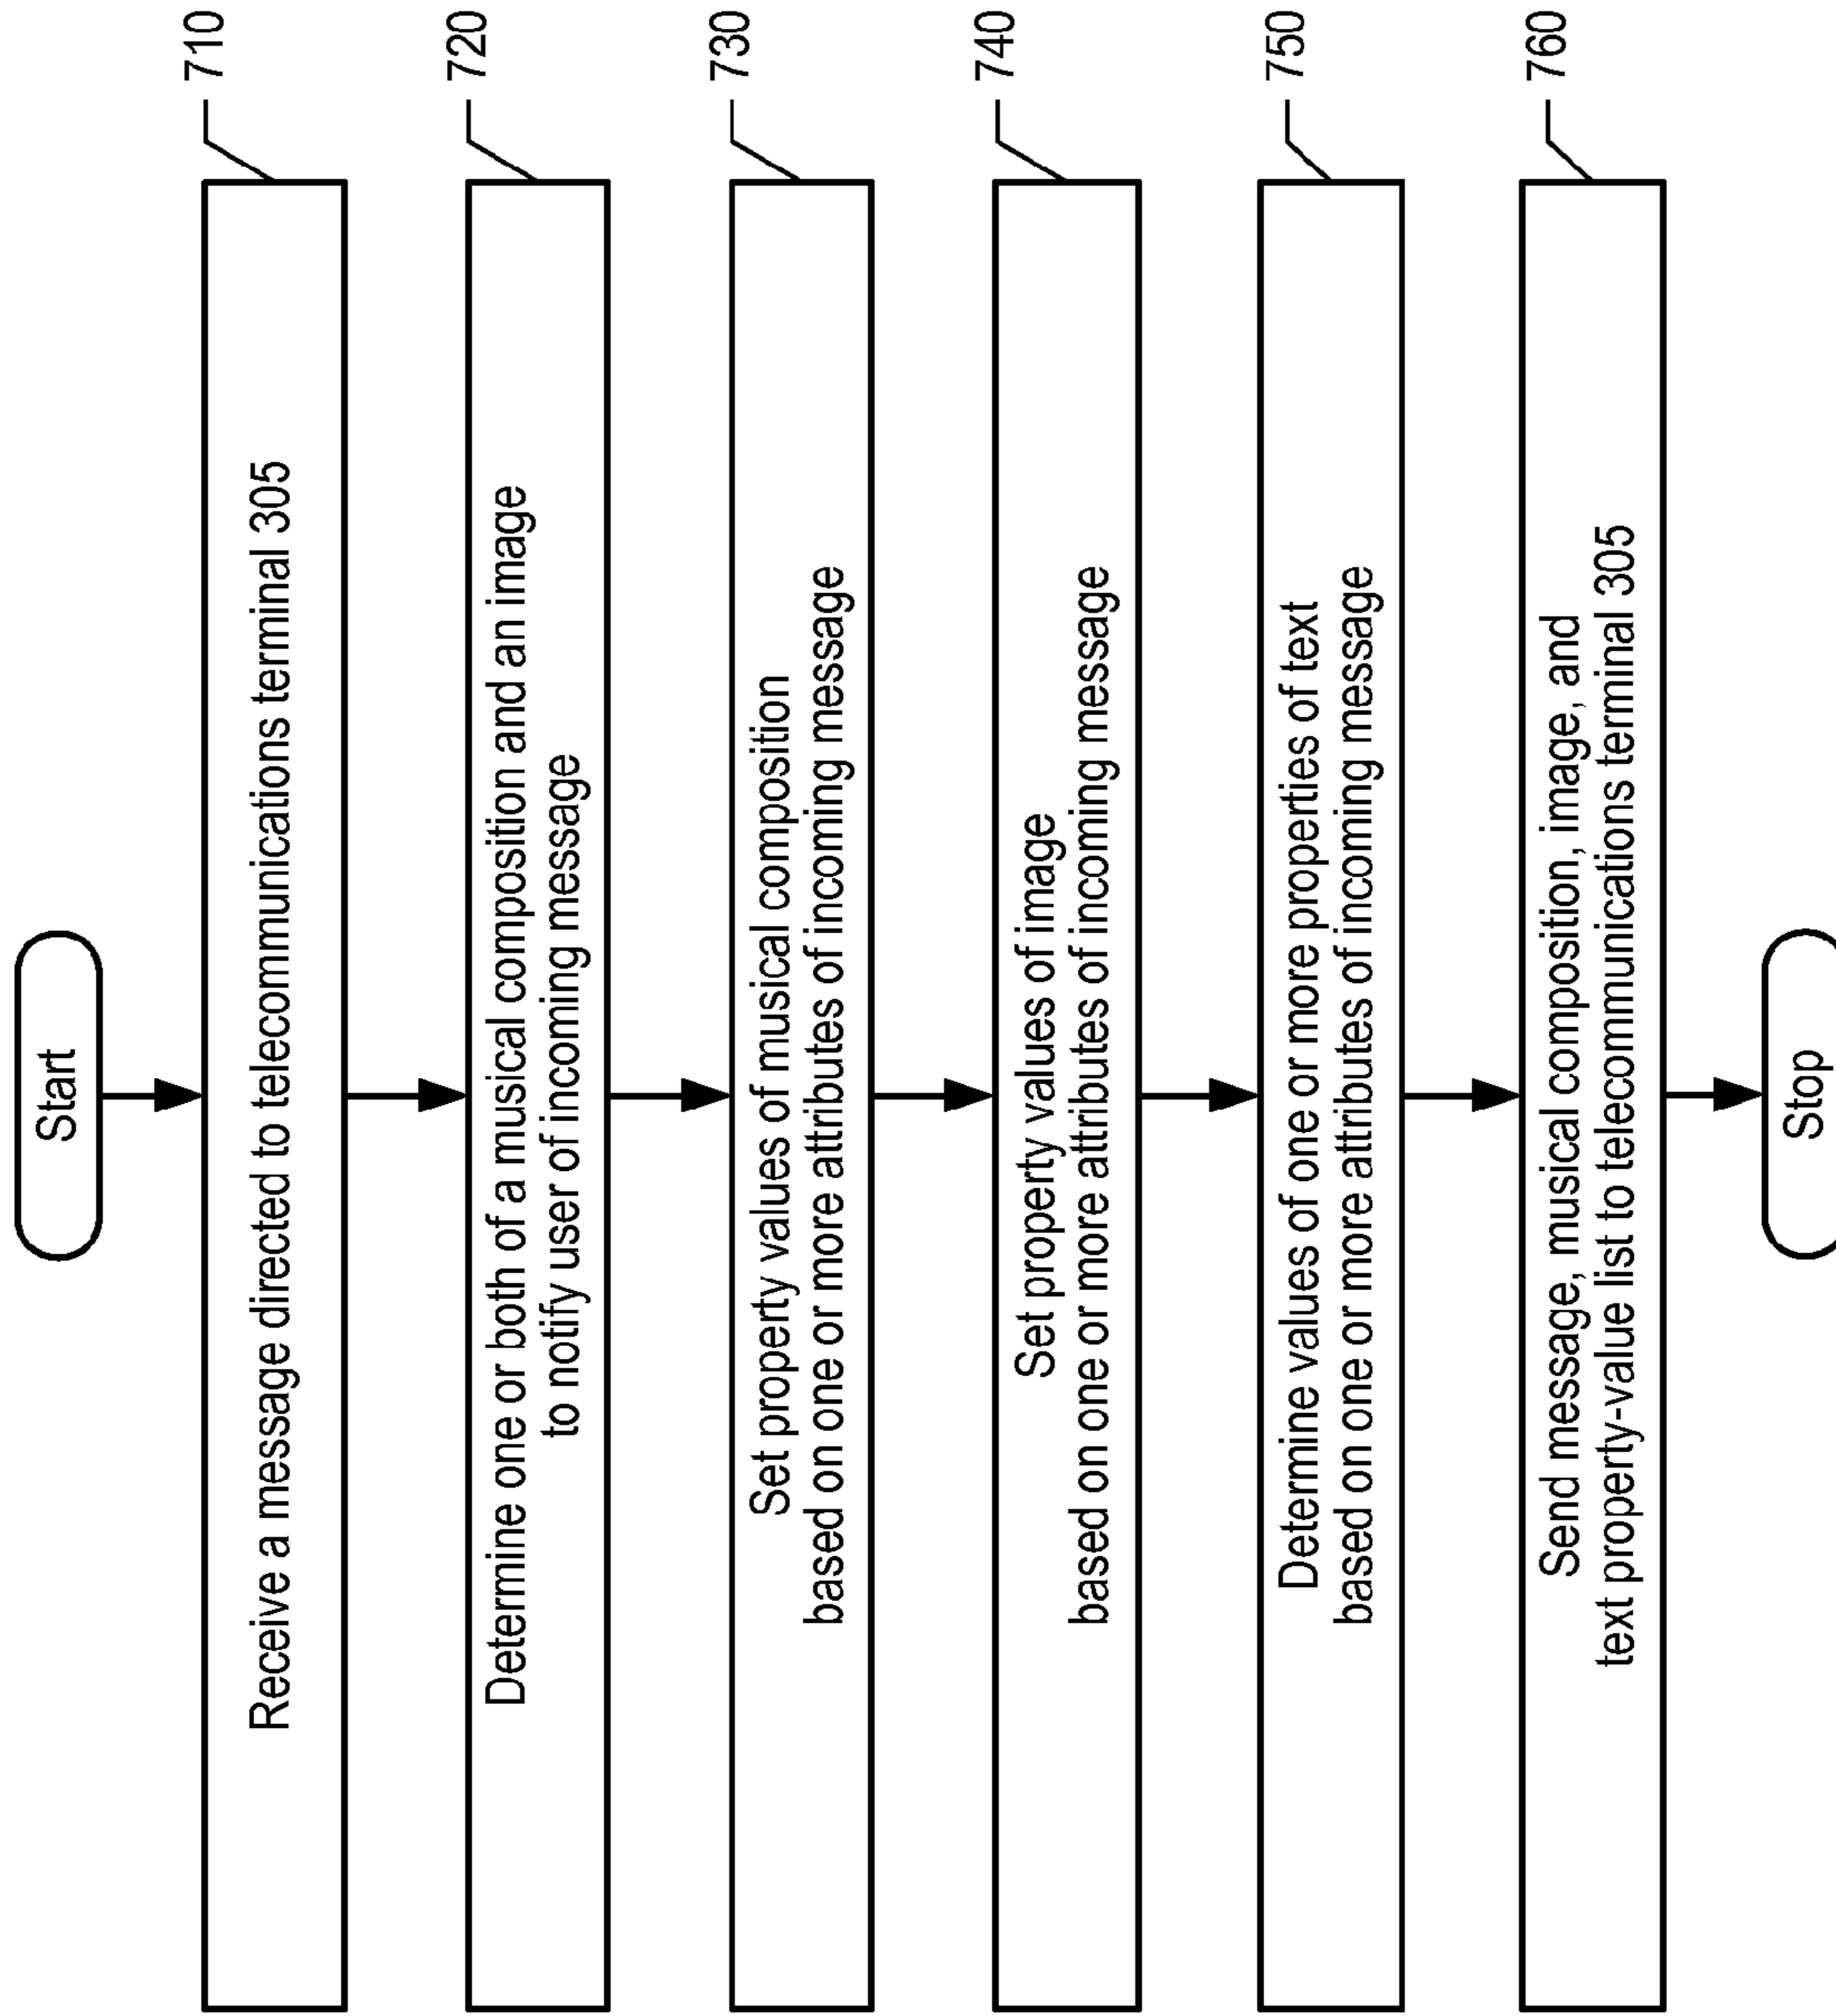 Start
710
Receive a message directed to telecommunications terminal 305
720
Determine one or both of a musical composition and an image
to notify user of incoming message
730
Set property values of musical composition
based on one or more attributes of incoming message
740
Set property values of image
based on one or more attributes of incoming message
750
Determine values of one or more properties of text
based on one or more attributes of incoming message
760
Send message, musical composition, image, and
text property-value list to telecommunications terminal 305
Stop